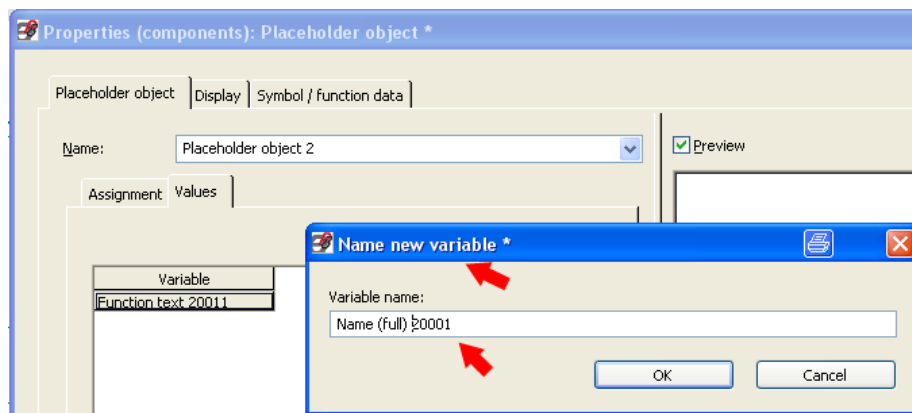 Properties (components): Placeholder object *
Placeholder object Display Symbol / function data
Name: Placeholder object 2
Preview
Assignment Values
Name new variable *
Variable
Function text 20011
Variable name:
Name (full) 20001
OK Cancel